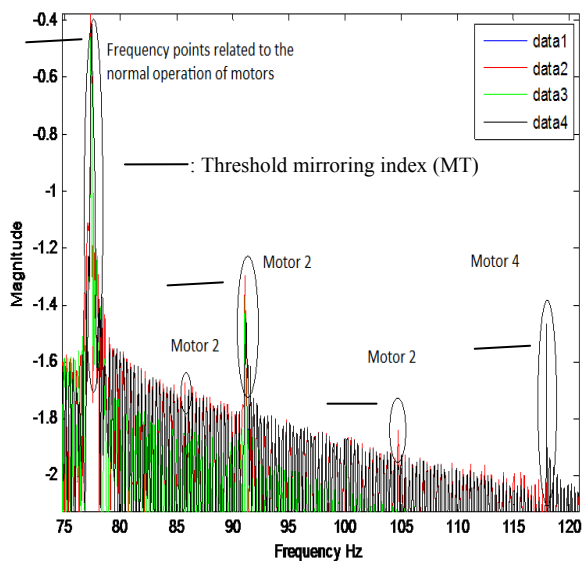 -0.4
Frequency points related to the
normal operation of motors
data1
data2
data3
data4
-0.6
-0.8
: Threshold mirroring index (MT)
-1
-1.2
Motor 2
Motor 4
Magnitude
-1.4
Motor 2
Motor 2
-1.6
-1.8
-2
75 80 85 90 95 100 105 110 115 120
Frequency Hz